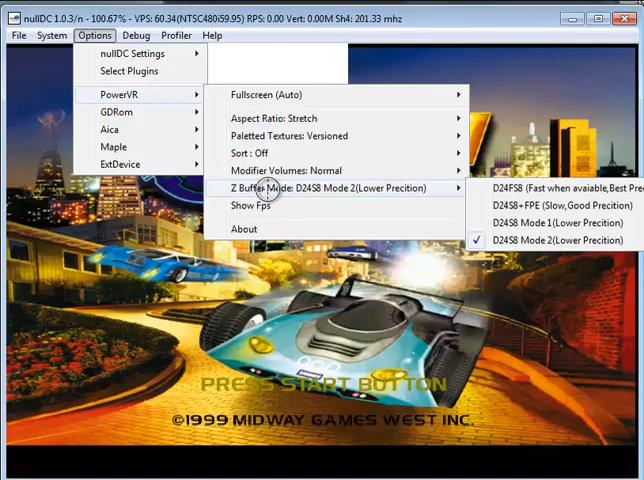 nullDC 1.0.3/n - 100.67% - VPS: 60.34(NTSC480i59.95) RPS: 0.00 Vert: 0.00M Sh4: 201.33 mhz
File System Options Debug Profiler Help
nullDC Settings
Select Plugins
PowerVR
GDRom
Aica
Maple
ExtDevice
Fullscreen (Auto)
Aspect Ratio: Stretch
Paletted Textures: Versioned
Sort : Off
Modifier Volumes: Normal
Z Buffer Mode: D24S8 Mode 2(Lower Precition)
Show Fps
About
D24FS8 (Fast when avaiable,Best Pre
D24S8+FPE (Slow,Good Precition)
D24S8 Mode 1(Lower Precition)
D24S8 Mode 2(Lower Precition)
PRESS START BUTTON
©1999 MIDWAY GAMES WEST INC.